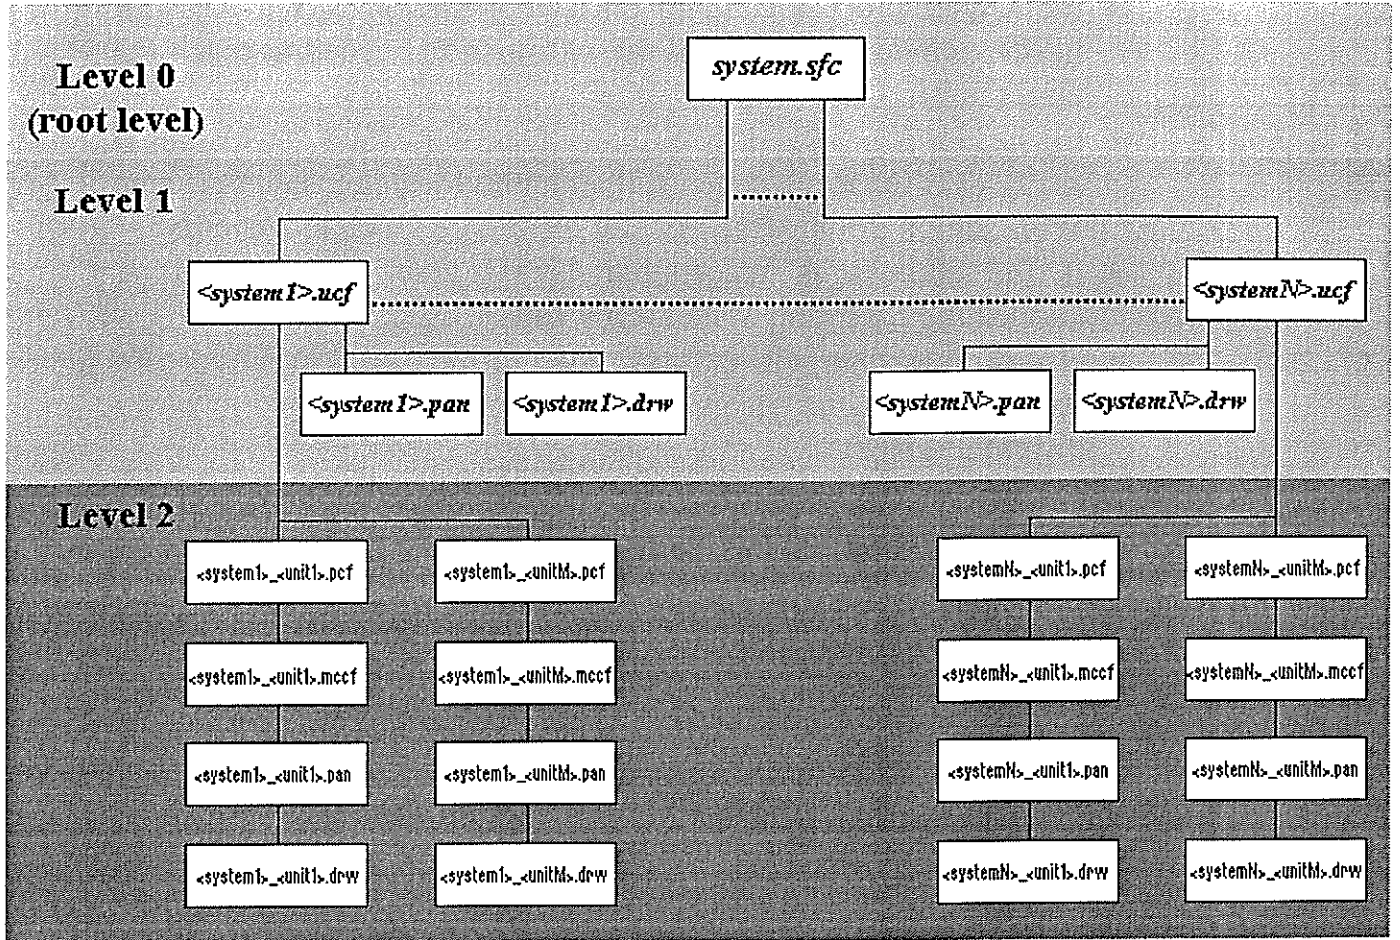 Level 0
(root level)
system.sfc
Level 1
<system1>.ucf
<systemN>.ucf
<system1>.pan
<system1>.drw
<systemN>.pan
<systemN>.drw
Level 2
<system1>_<unit1>.pcf
<system1>_<unitM>.pcf
<systemN>_<unit1>.pcf
<systemN>_<unitM>.pcf
<system1>_<unit1>.mccf
<system1>_<unitM>.mccf
<systemN>_<unit1>.mccf
<systemN>_<unitM>.mccf
<system1>_<unit1>.pan
<system1>_<unitM>.pan
<systemN>_<unit1>.pan
<systemN>_<unitM>.pan
<system1>_<unit1>.drw
<system1>_<unitM>.drw
<systemN>_<unit1>.drw
<systemN>_<unitM>.drw